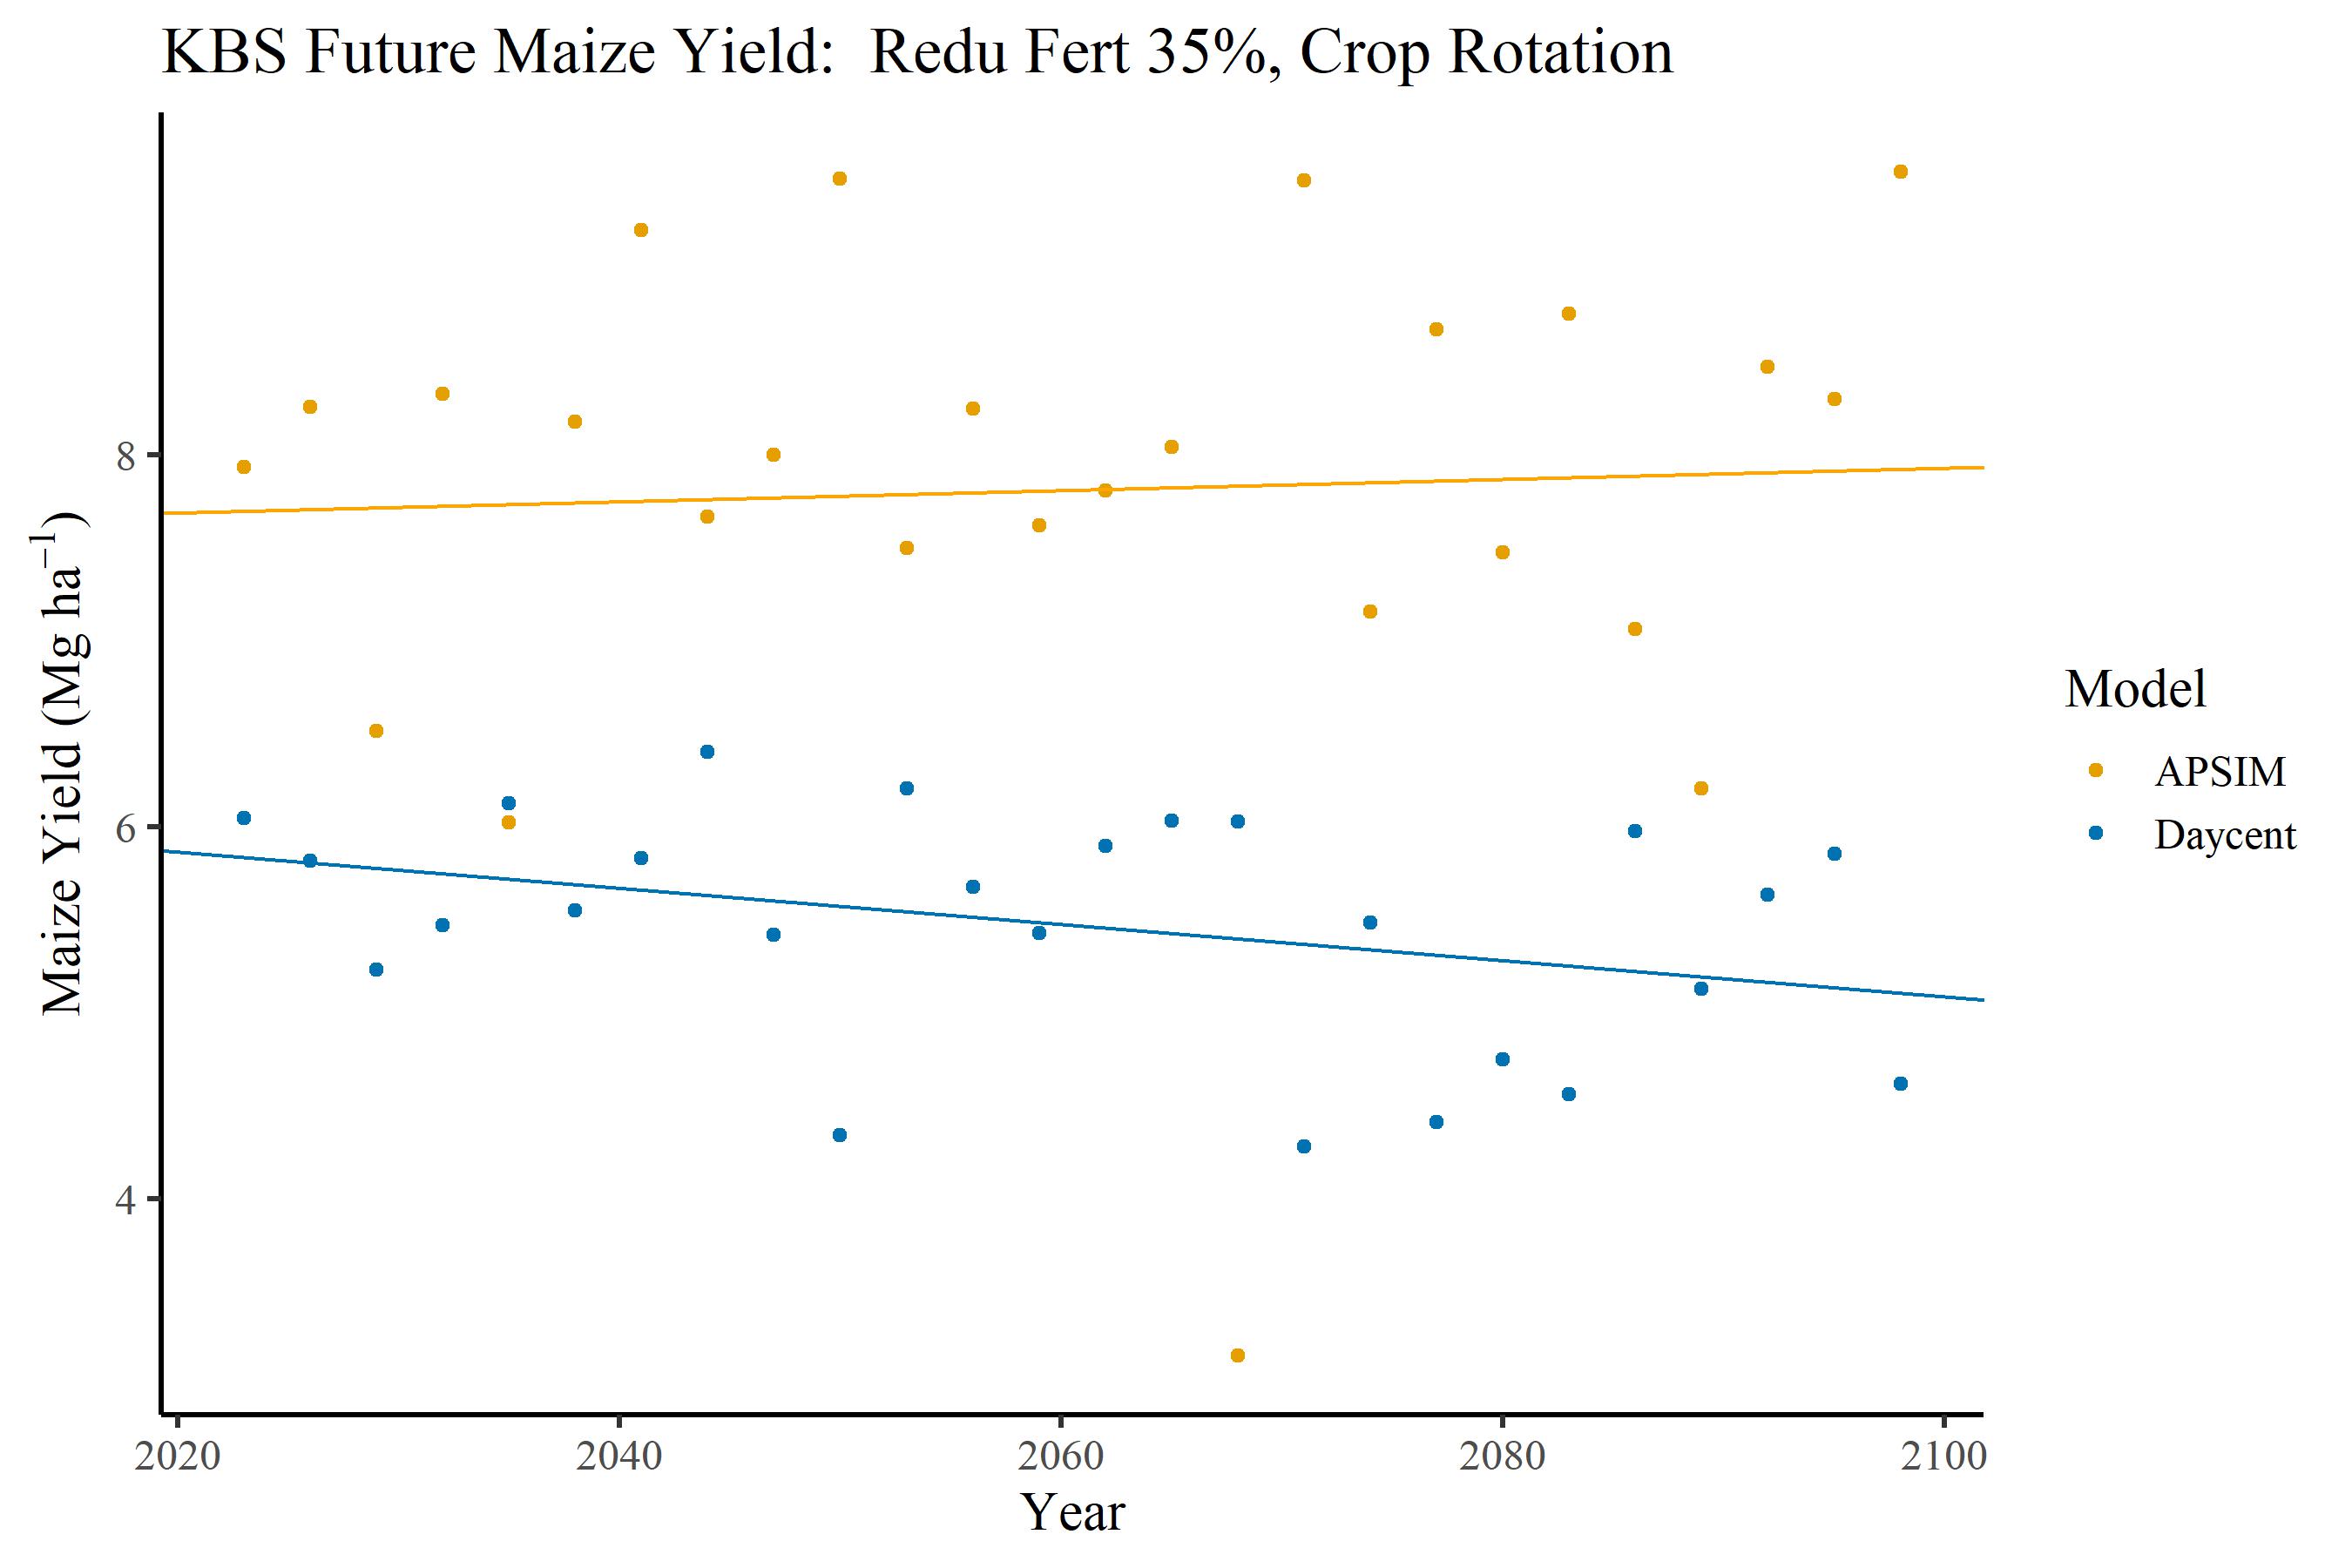 KBS Future Maize Yield:  Redu Fert 35%, Crop Rotation
Maize Yield (Mg ha⁻¹)
8
6
4
2020 2040 2060 2080 2100
Year
Model
APSIM
Daycent